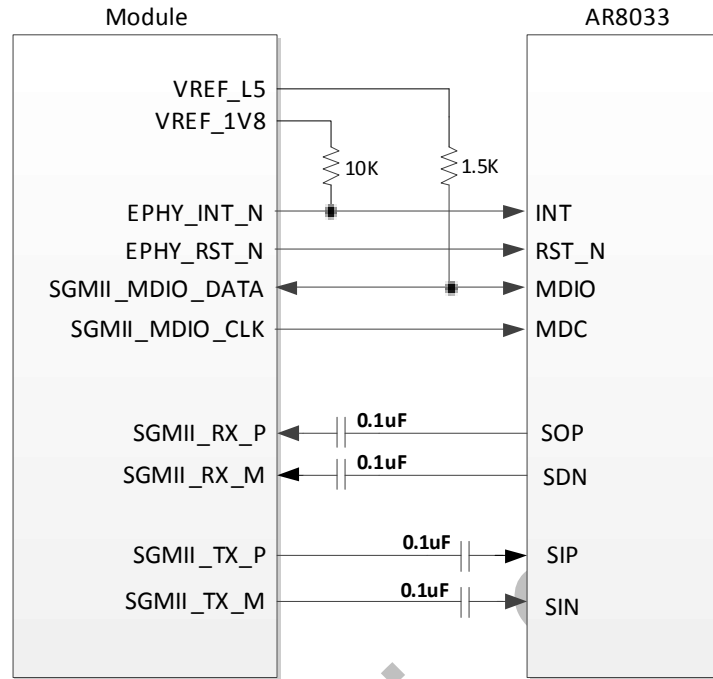 Module AR8033
VREF_L5
VREF_1V8
10K 1.5K
EPHY_INT_N INT
EPHY_RST_N RST_N
SGMII_MDIO_DATA MDIO
SGMII_MDIO_CLK MDC
SGMII_RX_P 0.1uF SOP
SGMII_RX_M 0.1uF SDN
SGMII_TX_P 0.1uF SIP
SGMII_TX_M 0.1uF SIN